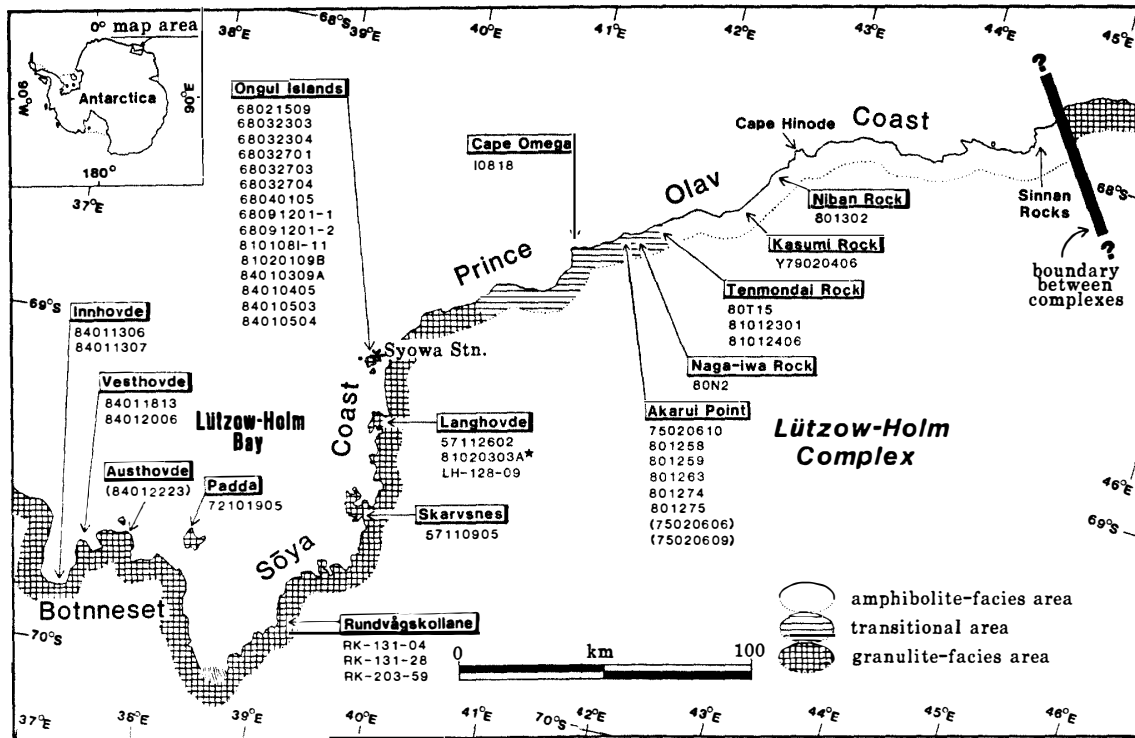 0° map area
90°W
Antarctica
90°E
180°
37°E
38°E
68°S
39°E
40°E
41°E
42°E
43°E
44°E
45°E
Ongul Islands
68021509
68032303
68032304
68032701
68032703
68032704
68040105
68091201-1
68091201-2
810108I-11
81020109B
84010309A
84010405
84010503
84010504
Cape Omega
I0818
Cape Hinode
Prince Olav Coast
Niban Rock
801302
Kasumi Rock
Y79020406
Tenmondai Rock
80T15
81012301
81012406
Naga-iwa Rock
80N2
Akarui Point
75020610
801258
801259
801263
801274
801275
(75020606)
(75020609)
Sinnan Rocks
?
68°S
?
boundary
between
complexes
69°S
Innhovde
84011306
84011307
Vesthovde
84011813
84012006
Austhovde
(84012223)
Padda
72101905
Lützow-Holm
Bay
Syowa Stn.
Langhovde
57112602
81020303A★
LH-128-09
Skarvsnes
57110905
Sōya Coast
Rundvågskollane
RK-131-04
RK-131-28
RK-203-59
Botnneset
Lützow-Holm
Complex
46°E
69°S
70°S
0 km 100
amphibolite-facies area
transitional area
granulite-facies area
37°E
38°E
39°E
40°E
41°E
42°E
70°S
43°E
44°E
45°E
46°E